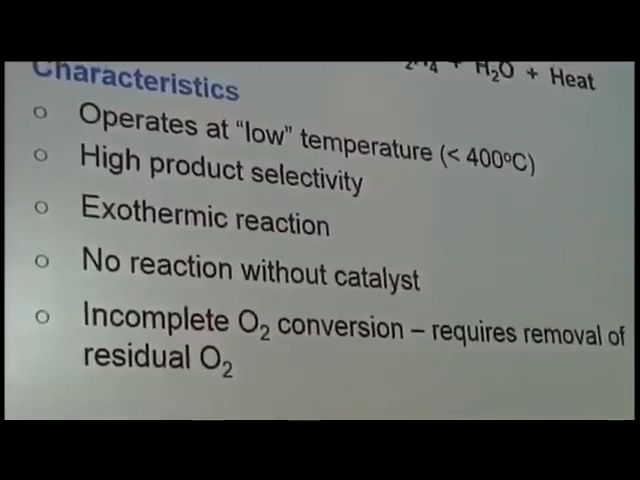 ₂H₄ + H₂O + Heat
Characteristics
○ Operates at “low” temperature (< 400ºC)
○ High product selectivity
○ Exothermic reaction
○ No reaction without catalyst
○ Incomplete O₂ conversion – requires removal of
residual O₂